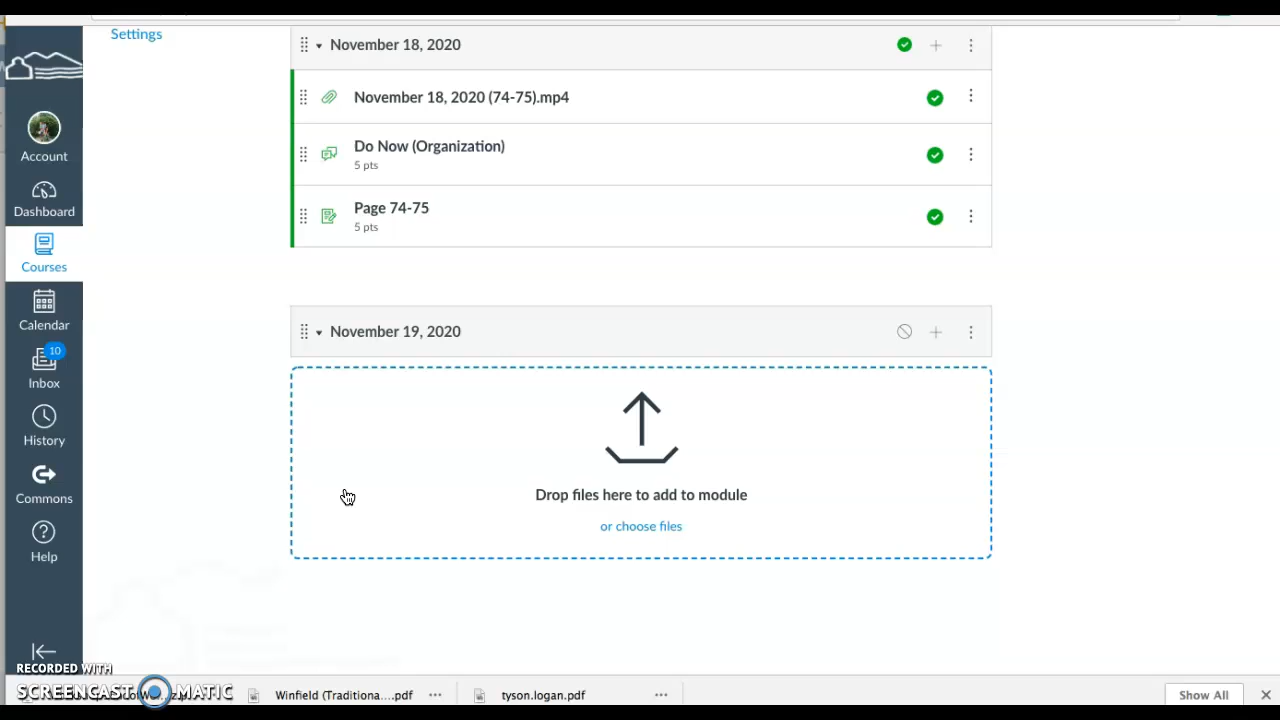 Settings
November 18, 2020
November 18, 2020 (74-75).mp4
Do Now (Organization)
5 pts
Page 74-75
5 pts
November 19, 2020
Drop files here to add to module
or choose files
Account
Dashboard
Courses
Calendar
10
Inbox
History
Commons
Help
RECORDED WITH
SCREENCAST-O-MATIC
Winfield (Traditiona....pdf
tyson.logan.pdf
Show All